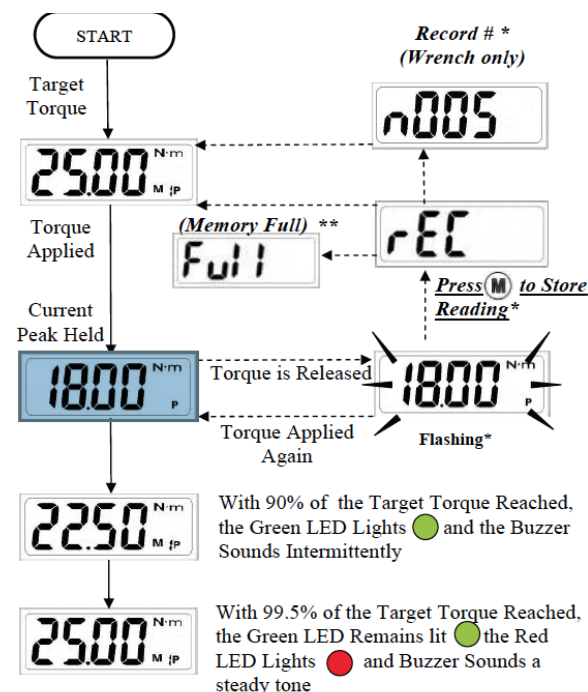 START
Record # *
(Wrench only)
Target
Torque
n005
25.00 N·m
M P
Torque
Applied
(Memory Full) **
Full
rEC
Press M to Store
Reading*
Current
Peak Held
18.00 N·m
P
Torque is Released
18.00 N·m
P
Torque Applied
Again
Flashing*
22.50 N·m
M P
With 90% of the Target Torque Reached,
the Green LED Lights and the Buzzer
Sounds Intermittently
25.00 N·m
M P
With 99.5% of the Target Torque Reached,
the Green LED Remains lit the Red
LED Lights and Buzzer Sounds a
steady tone